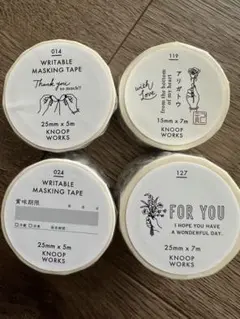 014
WRITABLE
MASKING TAPE
Thank you
so much!!
25mm x 5m
KNOOP
WORKS
119
with
Love
from the bottom
of my heart
アリガトウ
15mm x 7m
KNOOP
WORKS
024
WRITABLE
MASKING TAPE
賞味期限
25mm x 5m
KNOOP
WORKS
127
FOR YOU
I HOPE YOU HAVE
A WONDERFUL DAY.
25mm x 7m
KNOOP
WORKS